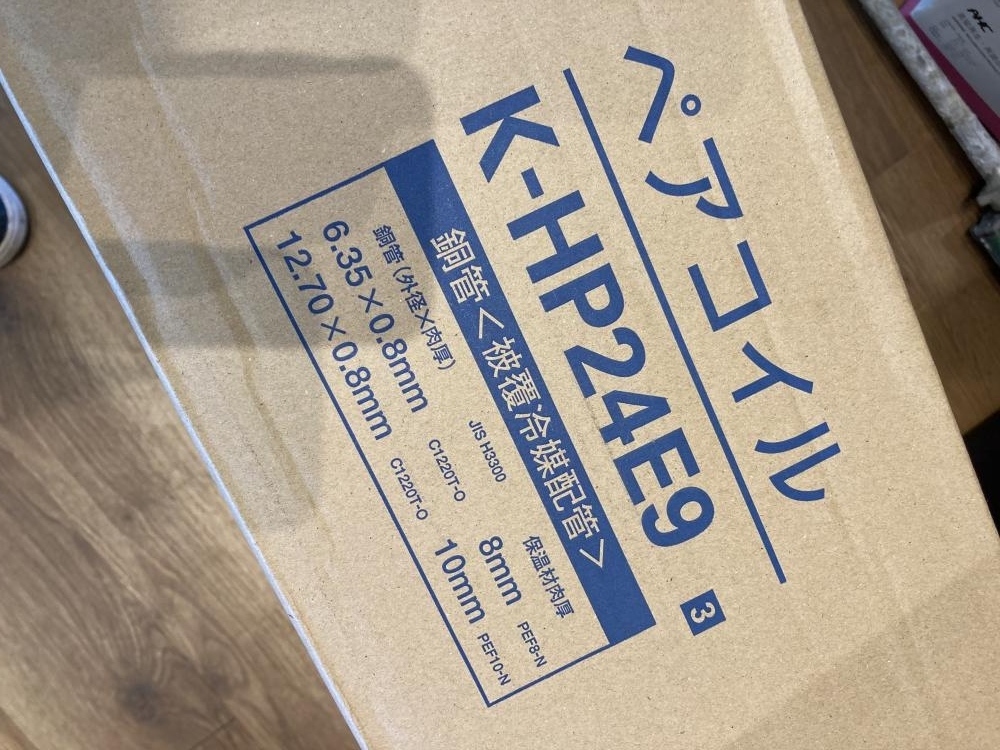 ペアコイル
K-HP24E9 3
銅管<被覆冷媒配管>
銅管(外径×肉厚) JIS H3300 保温材肉厚
6.35×0.8mm C1220T-O 8mm PEF8-N
12.70×0.8mm C1220T-O 10mm PEF10-N
PHC